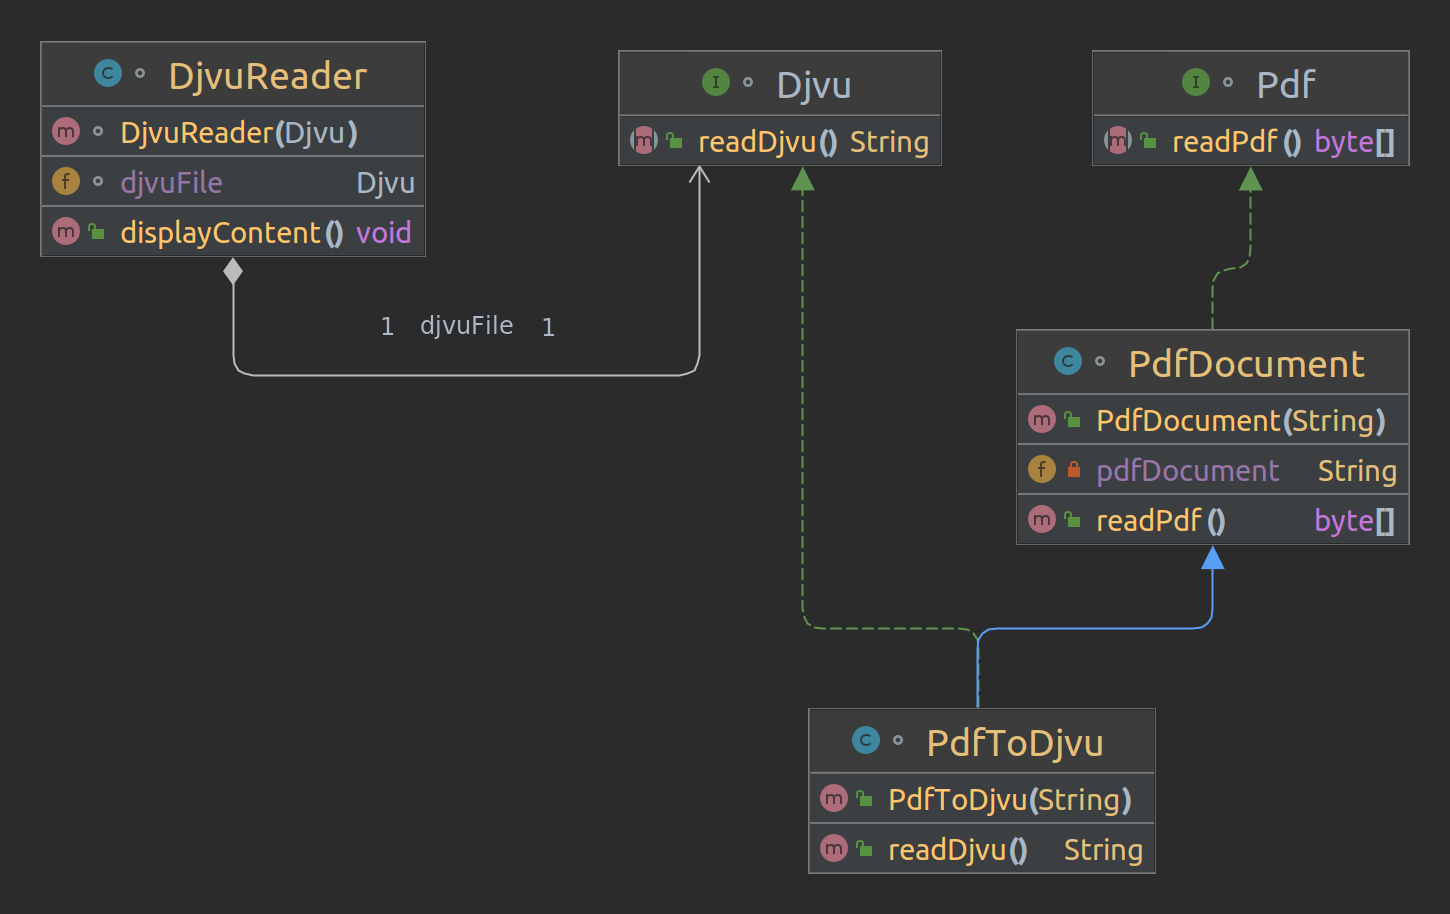 C DjvuReader
m DjvuReader(Djvu)
f djvuFile Djvu
m displayContent() void
1 djvuFile 1
I Djvu
m readDjvu() String
I Pdf
m readPdf() byte[]
C PdfDocument
m PdfDocument(String)
f pdfDocument String
m readPdf() byte[]
C PdfToDjvu
m PdfToDjvu(String)
m readDjvu() String